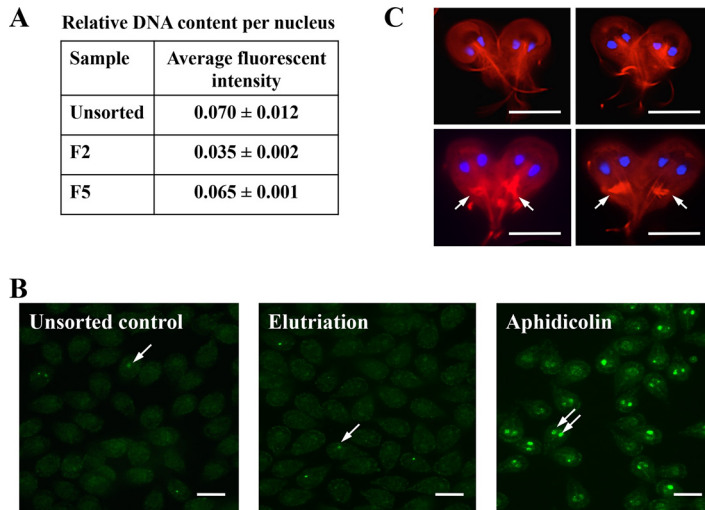 A
Relative DNA content per nucleus
Sample
Average fluorescent
intensity
Unsorted
0.070 ± 0.012
F2
0.035 ± 0.002
F5
0.065 ± 0.001
C
B
Unsorted control
Elutriation
Aphidicolin